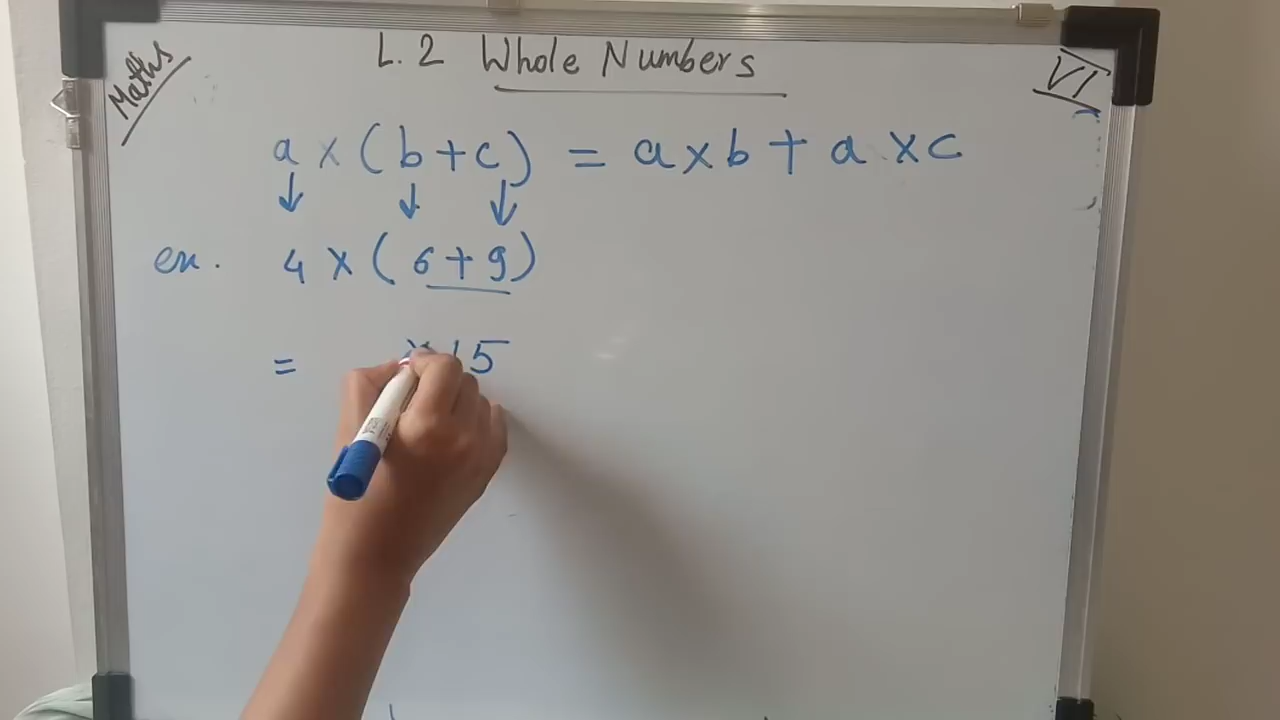 Maths
L.2 Whole Numbers
VI
a × (b + c) = a × b + a × c
↓ ↓ ↓
ex. 4 × (6 + 9)
= × 15